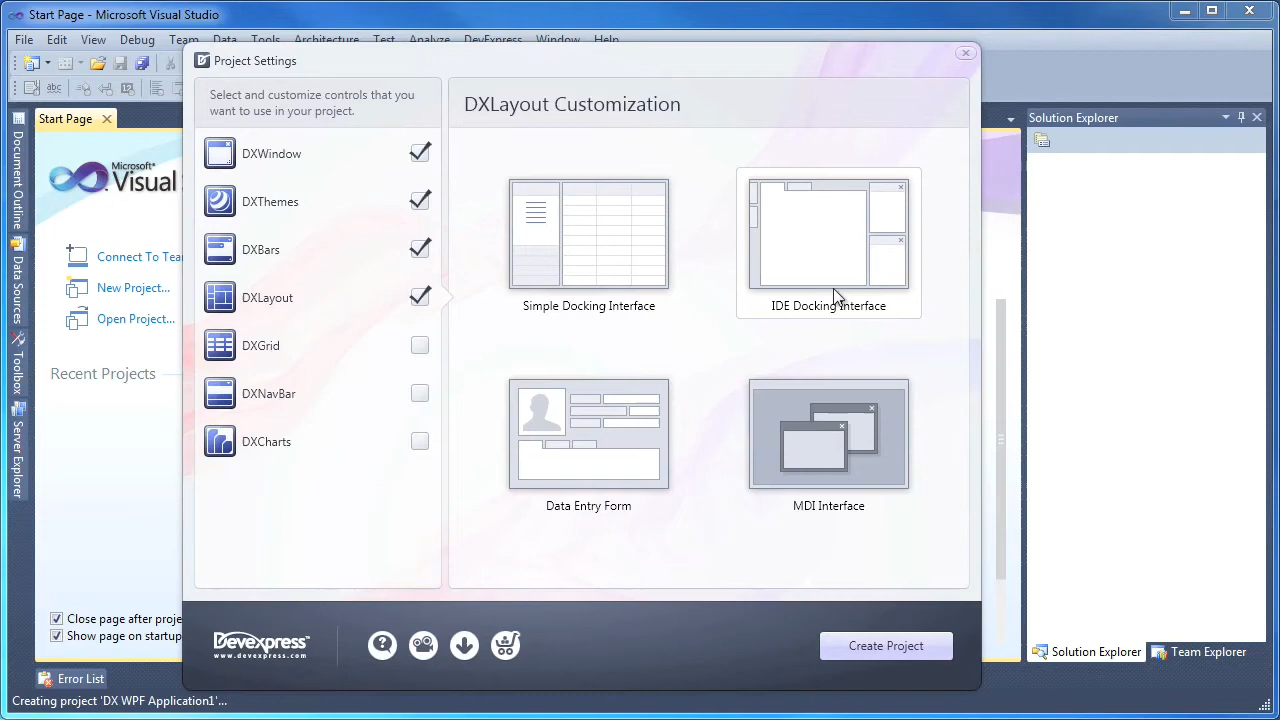 Start Page - Microsoft Visual Studio
File Edit View Debug Team Data Tools Architecture Test Analyze DevExpress Window Help
Project Settings
Select and customize controls that you
want to use in your project.
DXWindow
DXThemes
DXBars
DXLayout
DXGrid
DXNavBar
DXCharts
DXLayout Customization
Simple Docking Interface
IDE Docking Interface
Data Entry Form
MDI Interface
DevExpress
www.devexpress.com
Create Project
Start Page
Microsoft®
Visual
Connect To Tea
New Project...
Open Project...
Recent Projects
Close page after proje
Show page on startup
Document Outline
Data Sources
Toolbox
Server Explorer
Solution Explorer
Solution Explorer
Team Explorer
Error List
Creating project 'DX WPF Application1'...